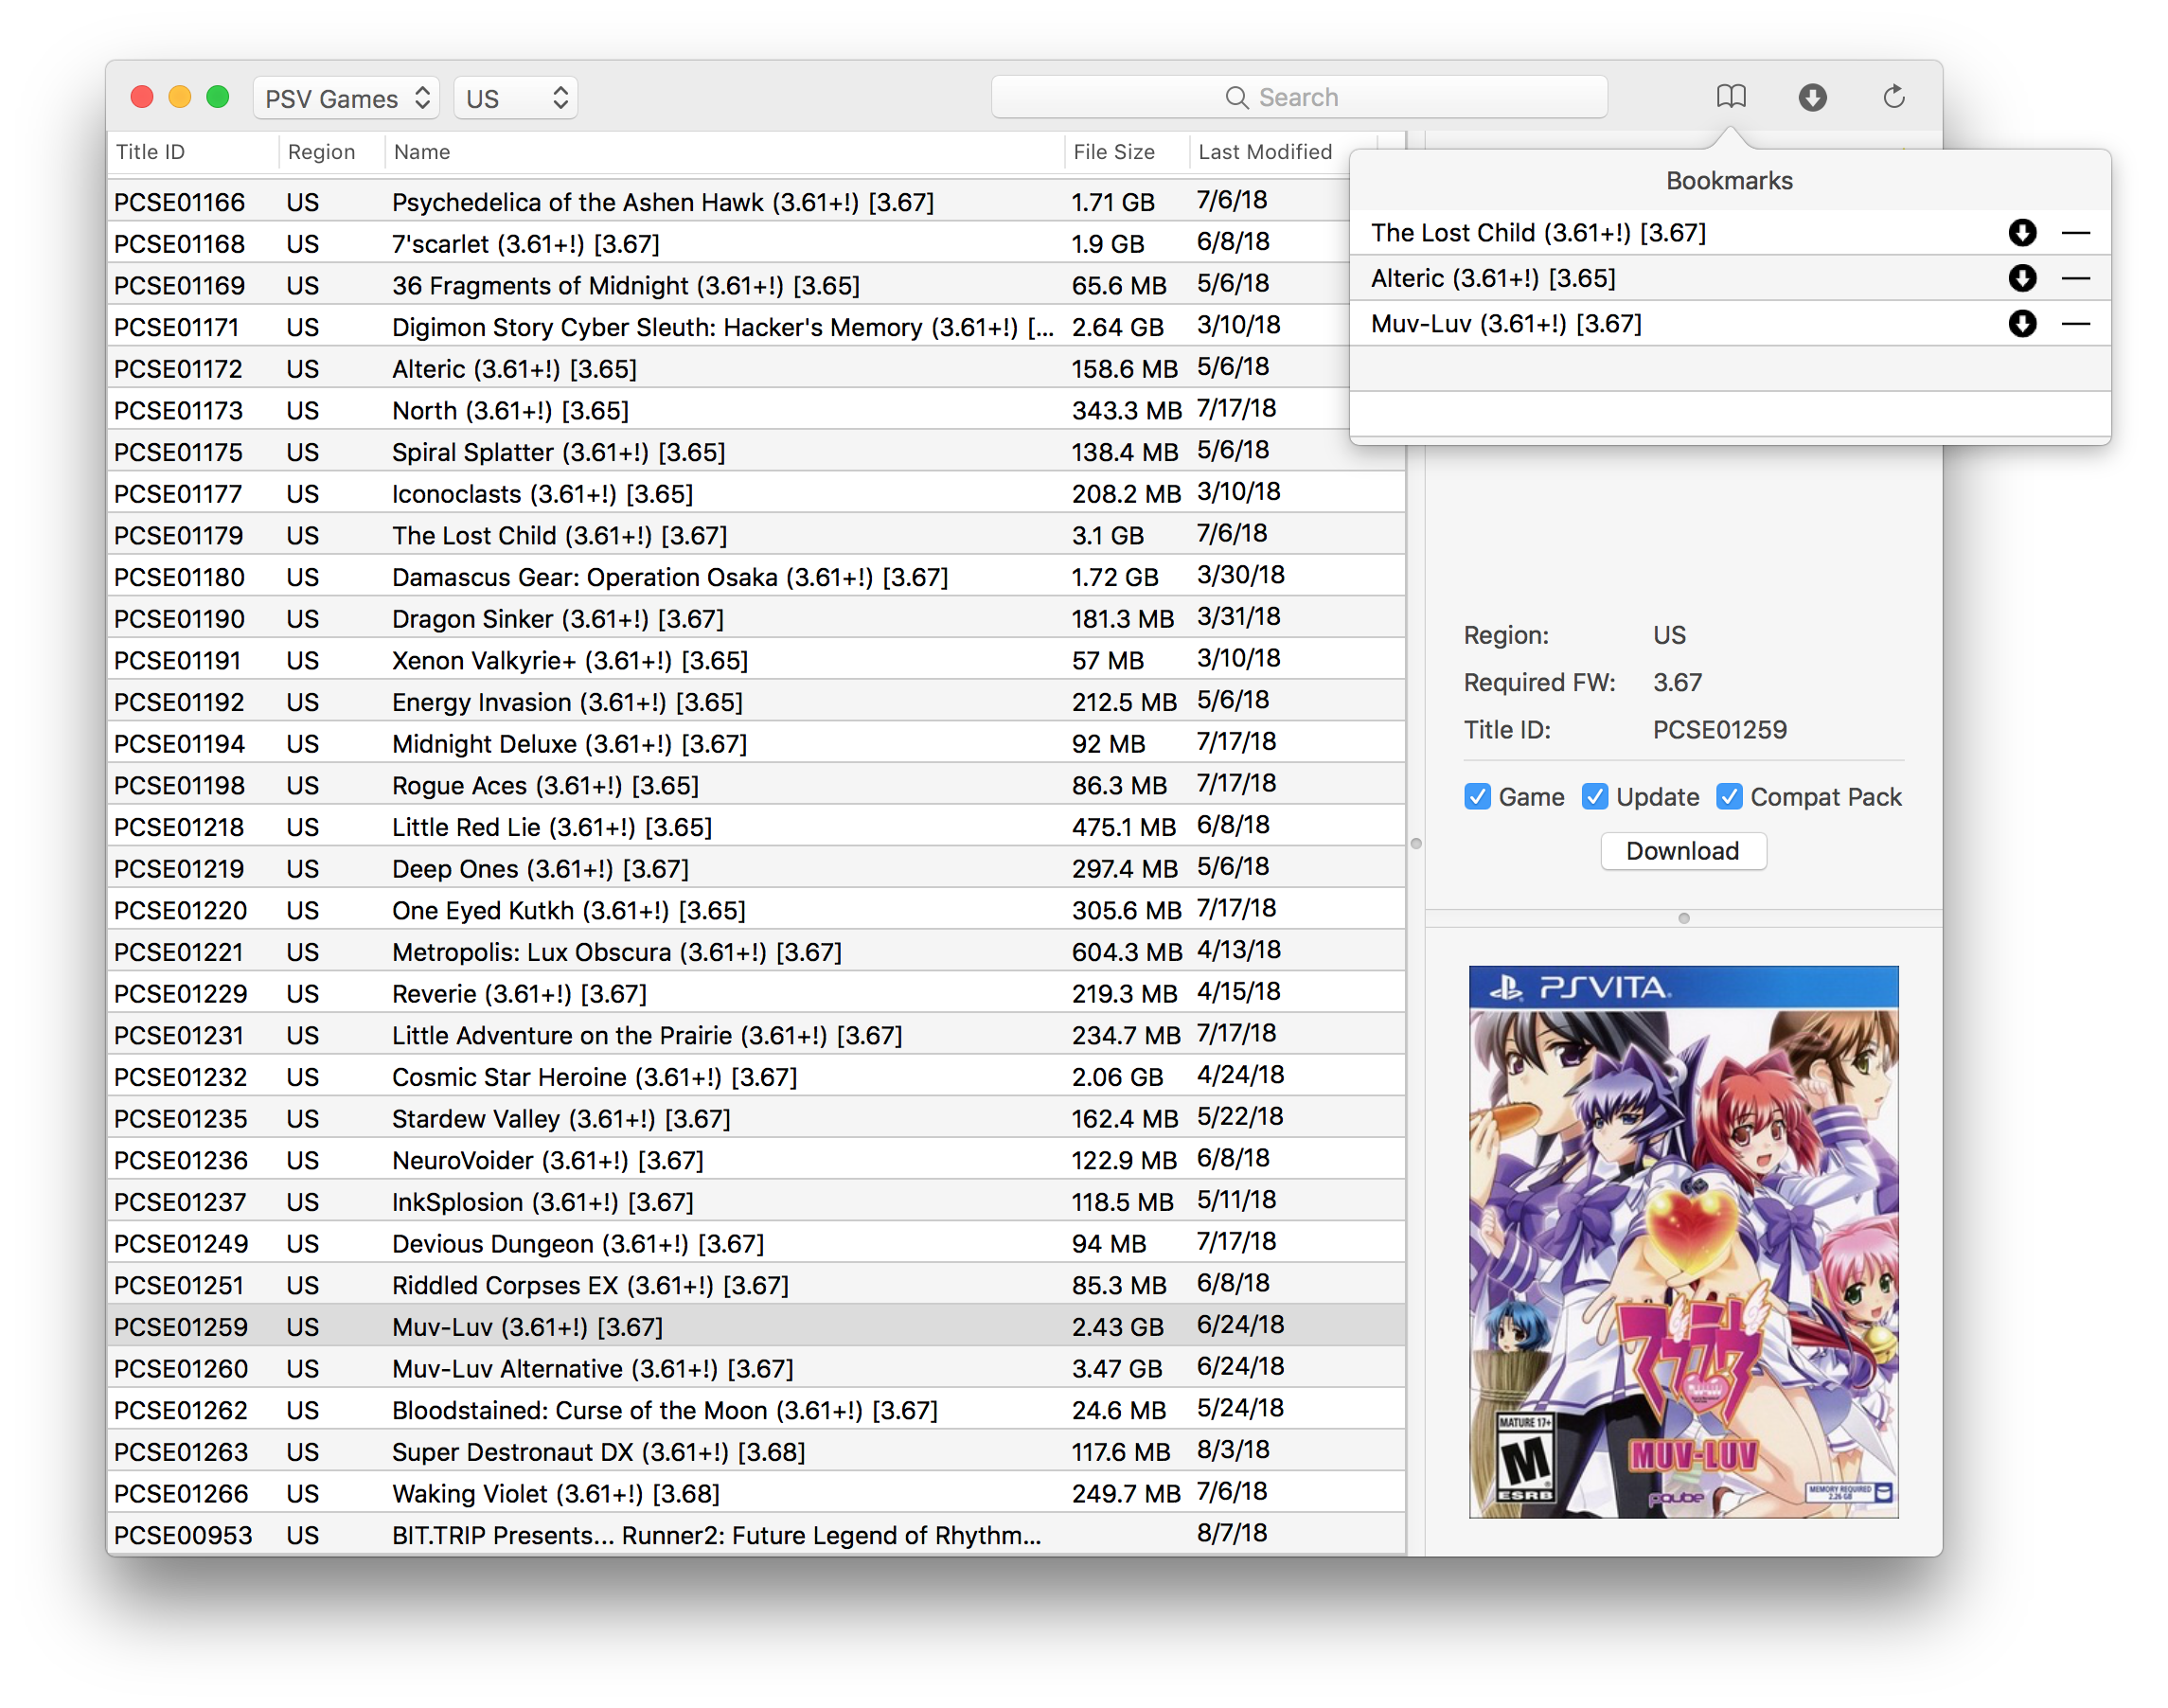 PSV Games US Search
Title ID Region Name File Size Last Modified
PCSE01166 US Psychedelica of the Ashen Hawk (3.61+!) [3.67] 1.71 GB 7/6/18
PCSE01168 US 7'scarlet (3.61+!) [3.67] 1.9 GB 6/8/18
PCSE01169 US 36 Fragments of Midnight (3.61+!) [3.65] 65.6 MB 5/6/18
PCSE01171 US Digimon Story Cyber Sleuth: Hacker's Memory (3.61+!) [... 2.64 GB 3/10/18
PCSE01172 US Alteric (3.61+!) [3.65] 158.6 MB 5/6/18
PCSE01173 US North (3.61+!) [3.65] 343.3 MB 7/17/18
PCSE01175 US Spiral Splatter (3.61+!) [3.65] 138.4 MB 5/6/18
PCSE01177 US Iconoclasts (3.61+!) [3.65] 208.2 MB 3/10/18
PCSE01179 US The Lost Child (3.61+!) [3.67] 3.1 GB 7/6/18
PCSE01180 US Damascus Gear: Operation Osaka (3.61+!) [3.67] 1.72 GB 3/30/18
PCSE01190 US Dragon Sinker (3.61+!) [3.67] 181.3 MB 3/31/18
PCSE01191 US Xenon Valkyrie+ (3.61+!) [3.65] 57 MB 3/10/18
PCSE01192 US Energy Invasion (3.61+!) [3.65] 212.5 MB 5/6/18
PCSE01194 US Midnight Deluxe (3.61+!) [3.67] 92 MB 7/17/18
PCSE01198 US Rogue Aces (3.61+!) [3.65] 86.3 MB 7/17/18
PCSE01218 US Little Red Lie (3.61+!) [3.65] 475.1 MB 6/8/18
PCSE01219 US Deep Ones (3.61+!) [3.67] 297.4 MB 5/6/18
PCSE01220 US One Eyed Kutkh (3.61+!) [3.65] 305.6 MB 7/17/18
PCSE01221 US Metropolis: Lux Obscura (3.61+!) [3.67] 604.3 MB 4/13/18
PCSE01229 US Reverie (3.61+!) [3.67] 219.3 MB 4/15/18
PCSE01231 US Little Adventure on the Prairie (3.61+!) [3.67] 234.7 MB 7/17/18
PCSE01232 US Cosmic Star Heroine (3.61+!) [3.67] 2.06 GB 4/24/18
PCSE01235 US Stardew Valley (3.61+!) [3.67] 162.4 MB 5/22/18
PCSE01236 US NeuroVoider (3.61+!) [3.67] 122.9 MB 6/8/18
PCSE01237 US InkSplosion (3.61+!) [3.67] 118.5 MB 5/11/18
PCSE01249 US Devious Dungeon (3.61+!) [3.67] 94 MB 7/17/18
PCSE01251 US Riddled Corpses EX (3.61+!) [3.67] 85.3 MB 6/8/18
PCSE01259 US Muv-Luv (3.61+!) [3.67] 2.43 GB 6/24/18
PCSE01260 US Muv-Luv Alternative (3.61+!) [3.67] 3.47 GB 6/24/18
PCSE01262 US Bloodstained: Curse of the Moon (3.61+!) [3.67] 24.6 MB 5/24/18
PCSE01263 US Super Destronaut DX (3.61+!) [3.68] 117.6 MB 8/3/18
PCSE01266 US Waking Violet (3.61+!) [3.68] 249.7 MB 7/6/18
PCSE00953 US BIT.TRIP Presents... Runner2: Future Legend of Rhythm... 8/7/18
Bookmarks
The Lost Child (3.61+!) [3.67]
Alteric (3.61+!) [3.65]
Muv-Luv (3.61+!) [3.67]
Region: US
Required FW: 3.67
Title ID: PCSE01259
Game Update Compat Pack
Download
PSVITA
マブラヴ
MUV-LUV
MATURE 17+
M
ESRB
pqube
MEMORY REQUIRED
2.26 GB